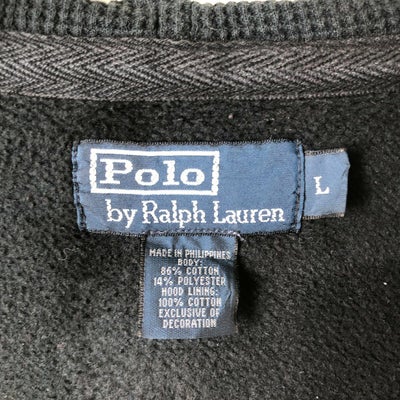 Polo
by Ralph Lauren
L
MADE IN PHILIPPINES
BODY:
86% COTTON
14% POLYESTER
HOOD LINING:
100% COTTON
EXCLUSIVE OF
DECORATION